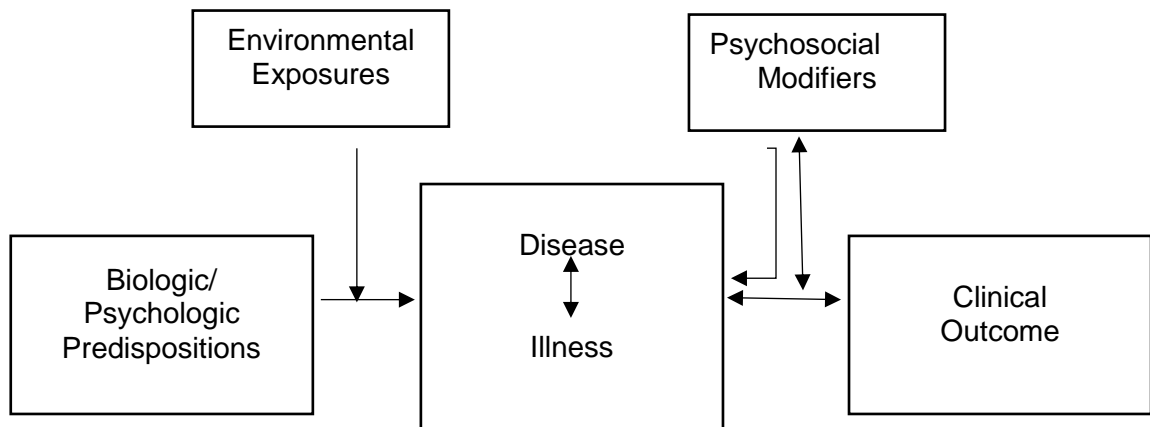 Environmental
Exposures
Psychosocial
Modifiers
Biologic/
Psychologic
Predispositions
Disease
Illness
Clinical
Outcome